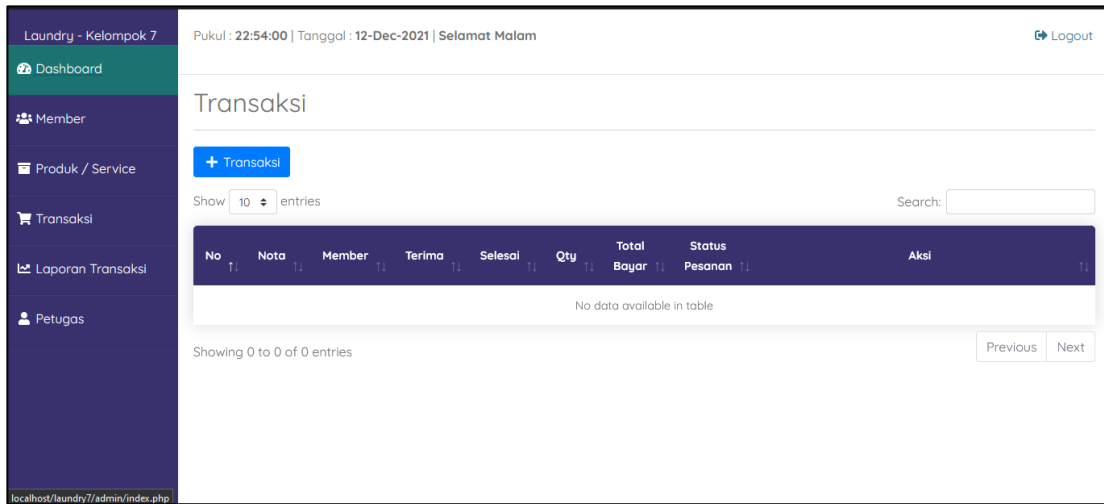 Laundry - Kelompok 7
Pukul : 22:54:00 | Tanggal : 12-Dec-2021 | Selamat Malam
Logout
Dashboard
Member
Produk / Service
Transaksi
Laporan Transaksi
Petugas
Transaksi
+ Transaksi
Show 10 entries
Search:
No Nota Member Terima Selesai Qty Total Bayar Status Pesanan Aksi
No data available in table
Showing 0 to 0 of 0 entries
Previous Next
localhost/laundry7/admin/index.php